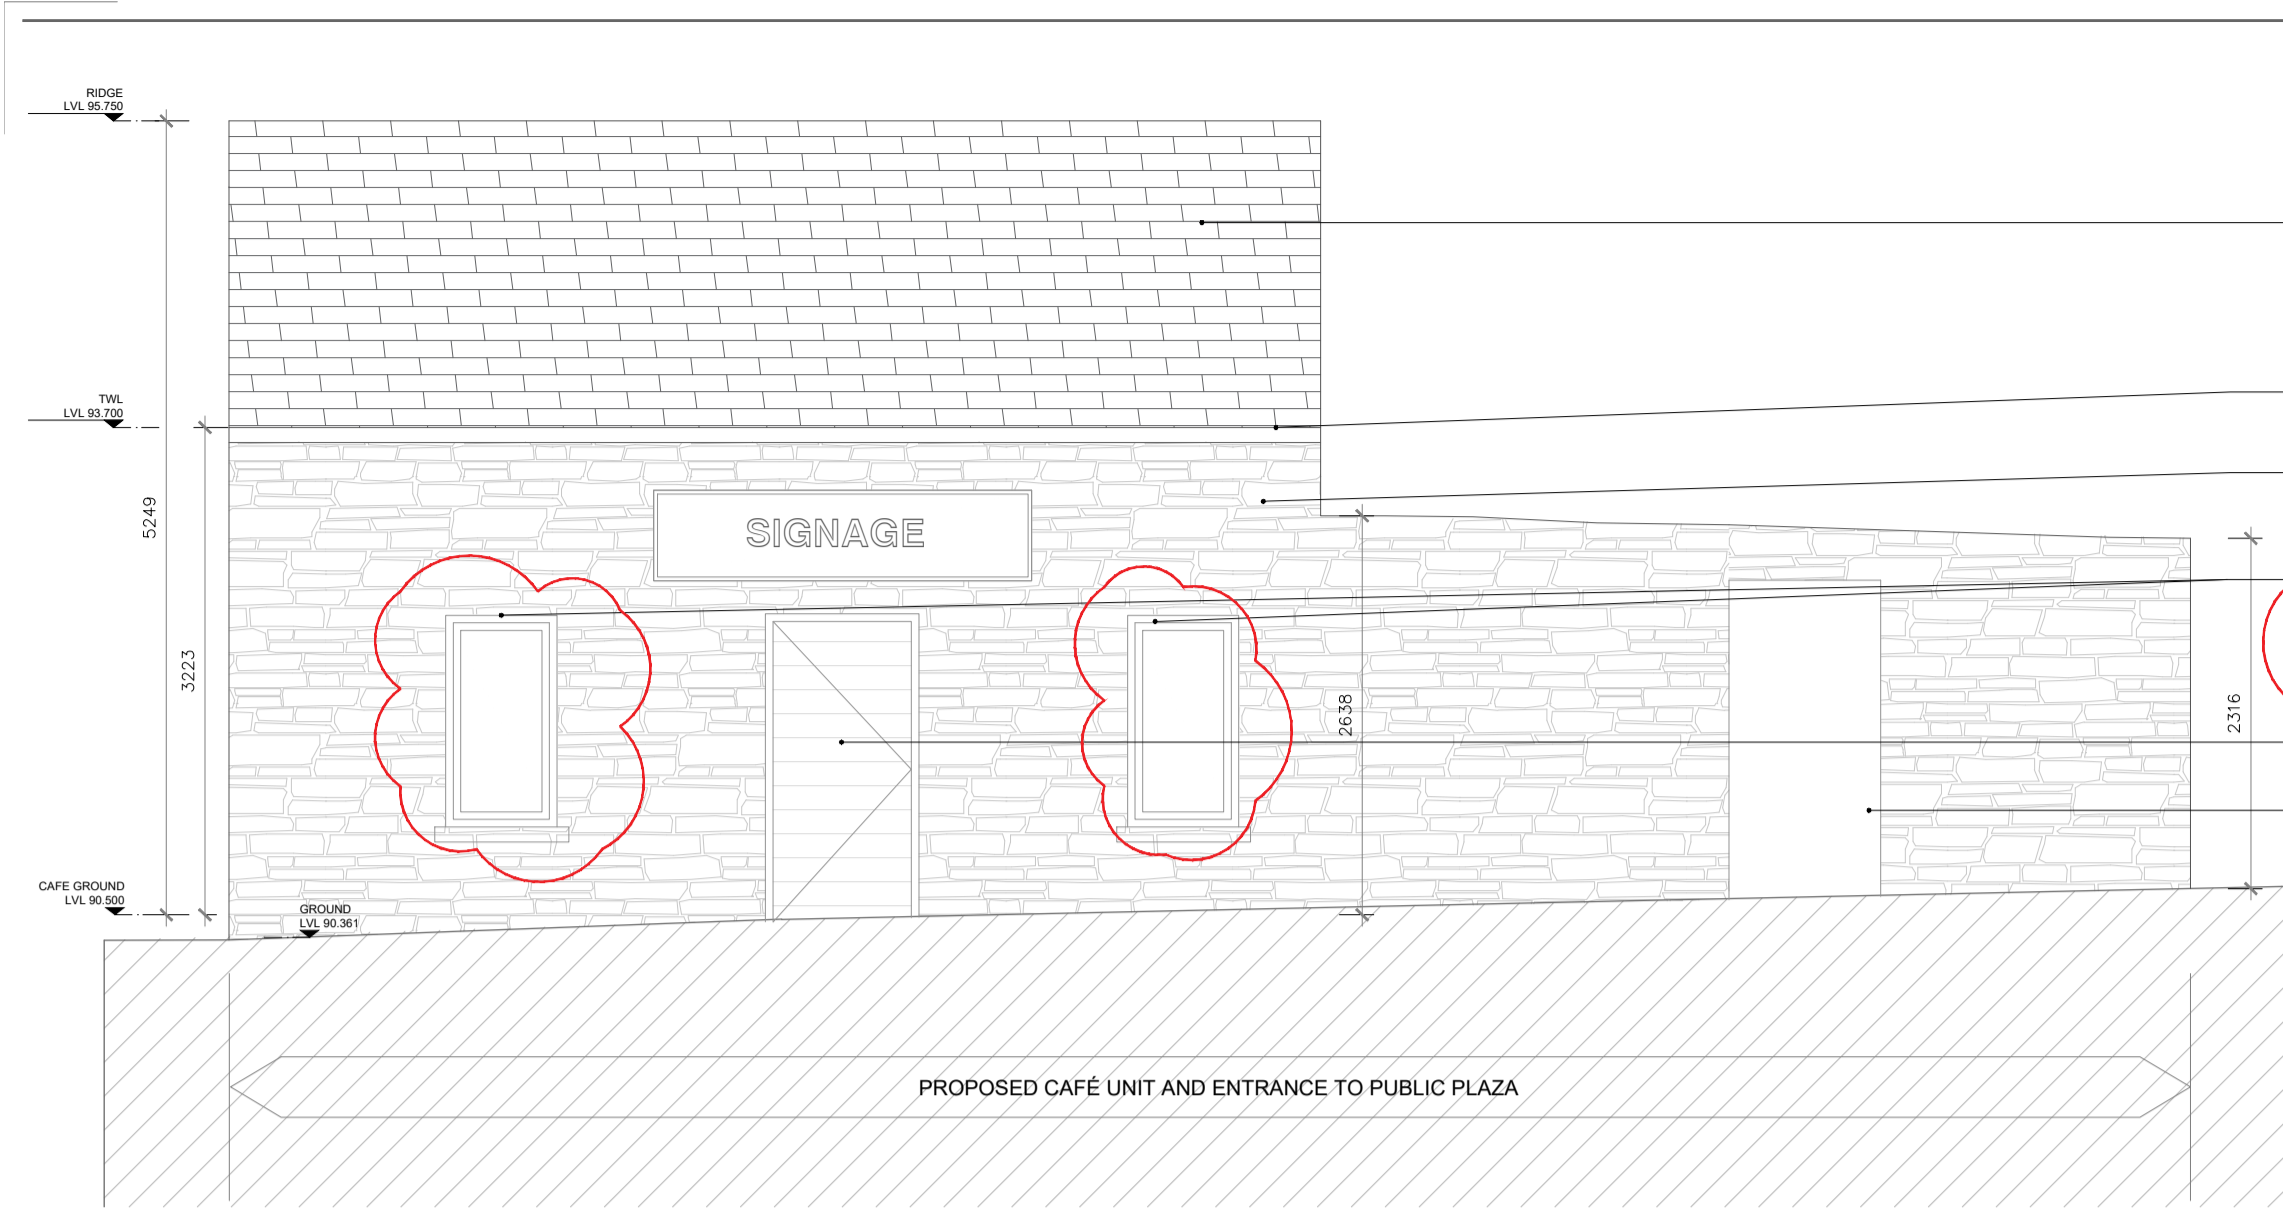 RIDGE
LVL 95.750
TWL
LVL 93.700
5249
3223
SIGNAGE
2638
2316
CAFE GROUND
LVL 90.500
GROUND
LVL 90.361
PROPOSED CAFÉ UNIT AND ENTRANCE TO PUBLIC PLAZA